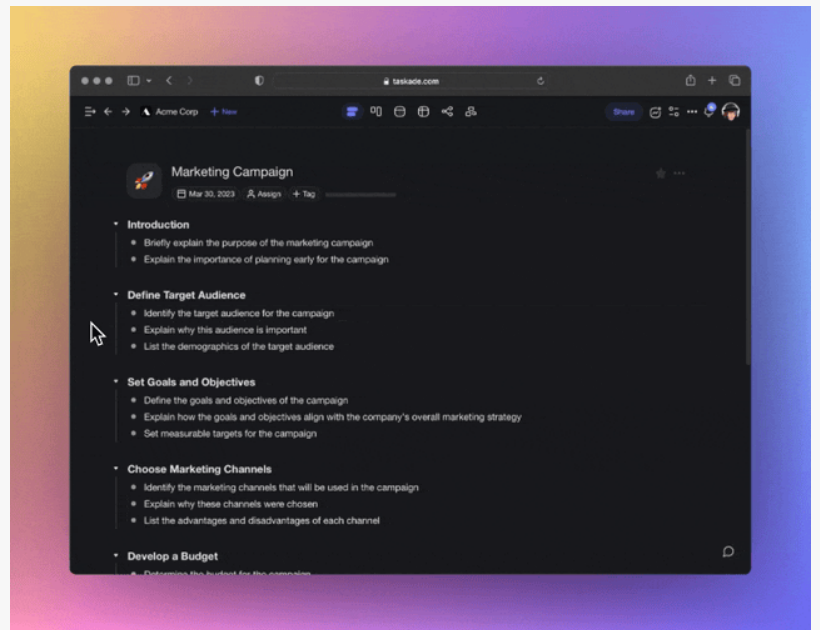 taskade.com
Acme Corp + New
Share
Marketing Campaign
Mar 30, 2023 Assign + Tag
Introduction
Briefly explain the purpose of the marketing campaign
Explain the importance of planning early for the campaign
Define Target Audience
Identify the target audience for the campaign
Explain why this audience is important
List the demographics of the target audience
Set Goals and Objectives
Define the goals and objectives of the campaign
Explain how the goals and objectives align with the company's overall marketing strategy
Set measurable targets for the campaign
Choose Marketing Channels
Identify the marketing channels that will be used in the campaign
Explain why these channels were chosen
List the advantages and disadvantages of each channel
Develop a Budget
Determine the budget for the campaign